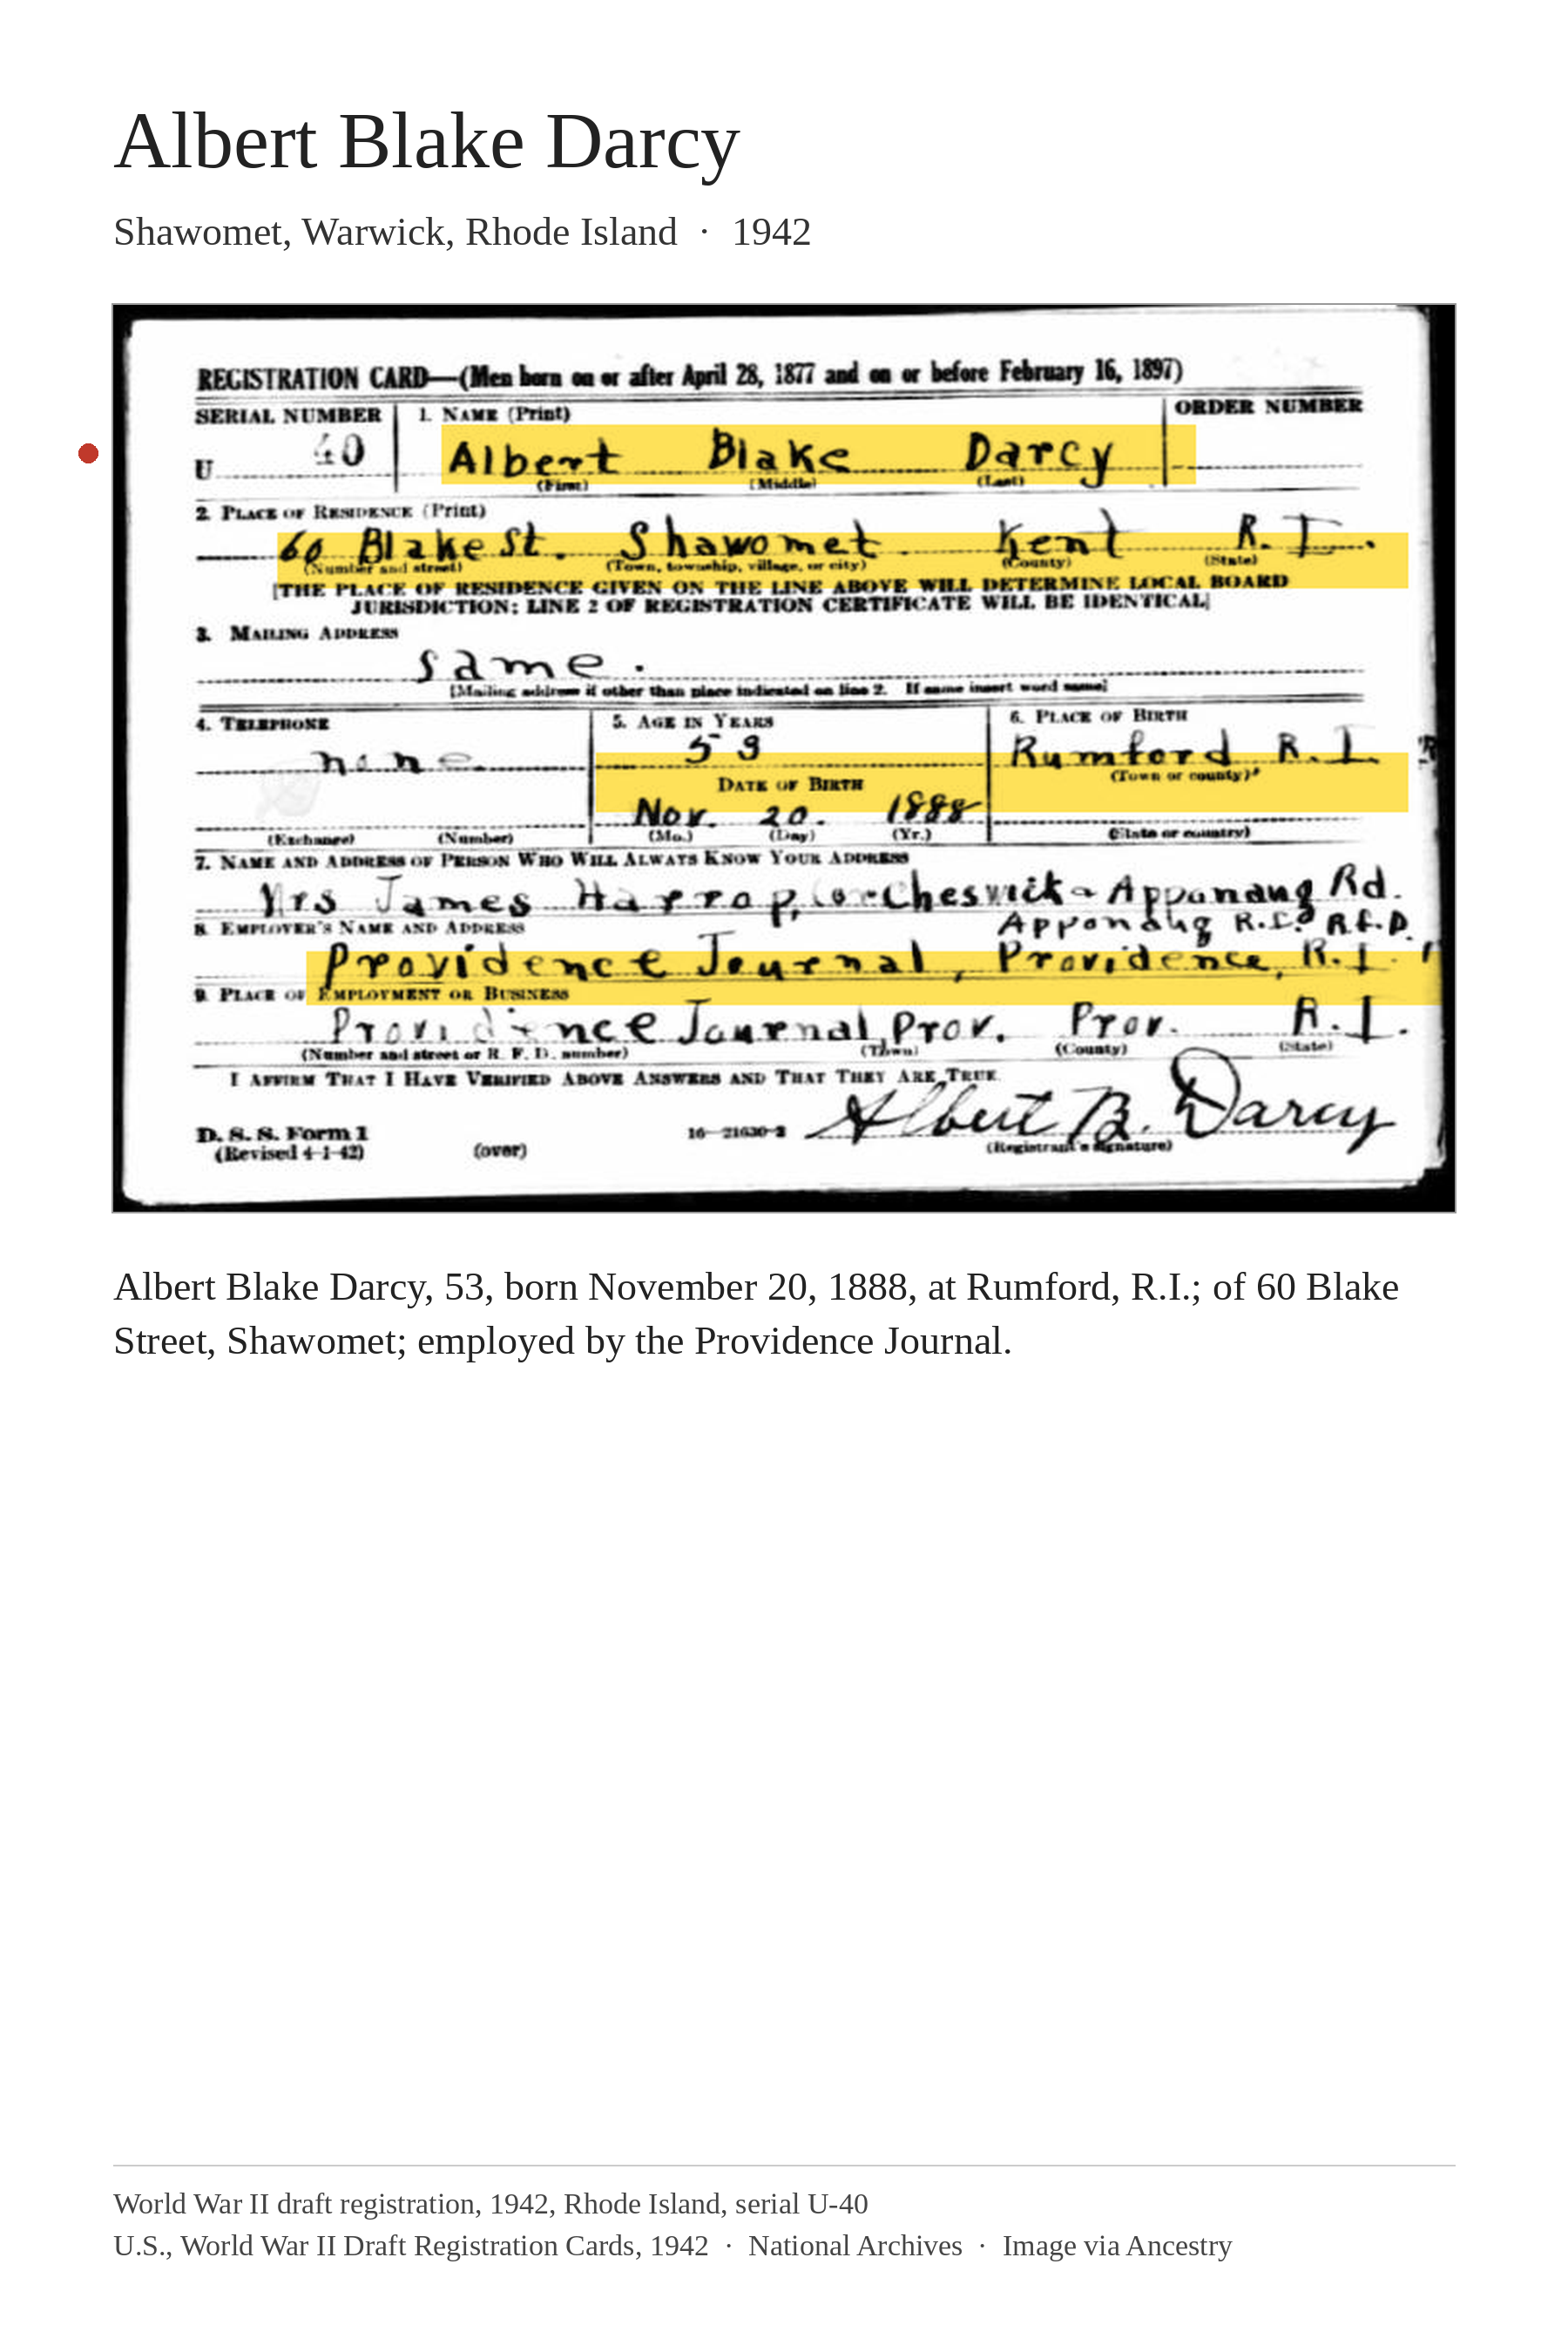 Albert Blake Darcy
Shawomet, Warwick, Rhode Island · 1942
REGISTRATION CARD—(Men born on or after April 28, 1877 and on or before February 16, 1897)
SERIAL NUMBER 1. NAME (Print) ORDER NUMBER
U 40 Albert Blake Darcy
(First) (Middle) (Last)
2. PLACE OF RESIDENCE (Print)
60 Blake St. Shawomet. Kent R. I.
(Number and street) (Town, township, village, or city) (County) (State)
[THE PLACE OF RESIDENCE GIVEN ON THE LINE ABOVE WILL DETERMINE LOCAL BOARD
JURISDICTION; LINE 2 OF REGISTRATION CERTIFICATE WILL BE IDENTICAL]
3. MAILING ADDRESS
same.
[Mailing address if other than place indicated on line 2. If same insert word same]
4. TELEPHONE 5. AGE IN YEARS 6. PLACE OF BIRTH
none 53 Rumford R.I.
DATE OF BIRTH (Town or county)
Nov. 20. 1888
(Exchange) (Number) (Mo.) (Day) (Yr.) (State or country)
7. NAME AND ADDRESS OF PERSON WHO WILL ALWAYS KNOW YOUR ADDRESS
Mrs James Harrop, Cheswick Apponaug Rd.
8. EMPLOYER'S NAME AND ADDRESS Apponaug R.I. R.F.D.
Providence Journal, Providence, R.I.
9. PLACE OF EMPLOYMENT OR BUSINESS
Providence Journal Prov. Prov. R.I.
(Number and street or R. F. D. number) (Town) (County) (State)
I AFFIRM THAT I HAVE VERIFIED ABOVE ANSWERS AND THAT THEY ARE TRUE.
Albert B. Darcy
D. S. S. Form 1 16—21630-2 (Registrant's signature)
(Revised 4-1-42) (over)
Albert Blake Darcy, 53, born November 20, 1888, at Rumford, R.I.; of 60 Blake
Street, Shawomet; employed by the Providence Journal.
World War II draft registration, 1942, Rhode Island, serial U-40
U.S., World War II Draft Registration Cards, 1942 · National Archives · Image via Ancestry